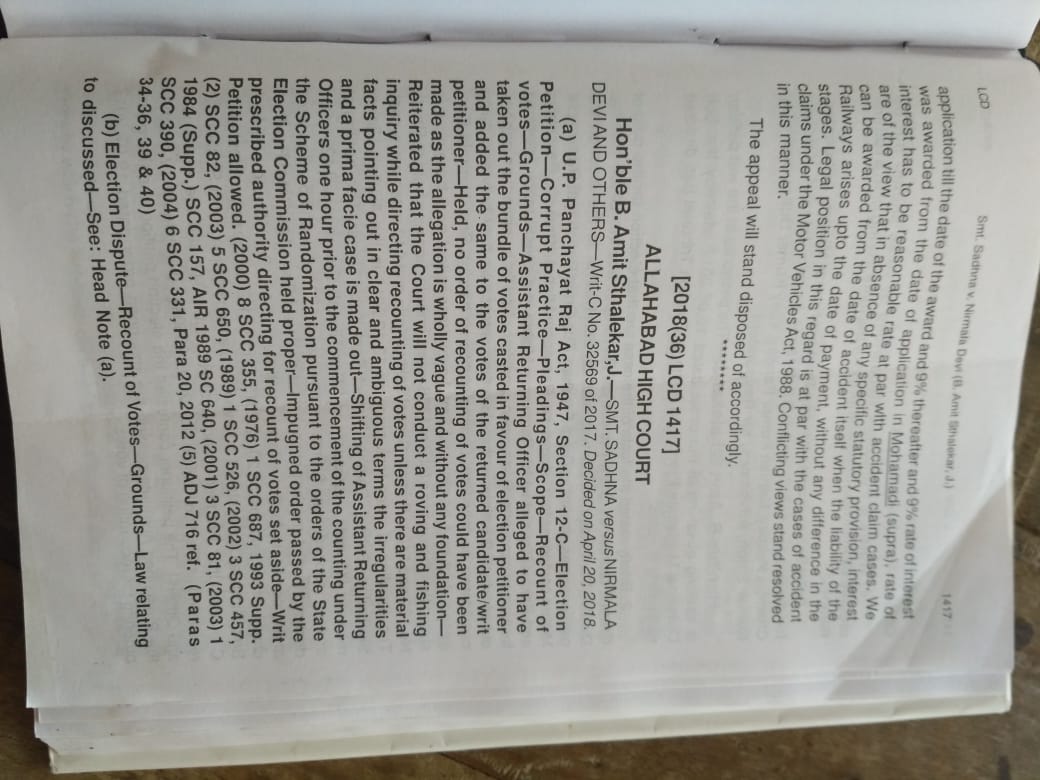 LCD Smt. Sadhna v. Nirmala Devi (B. Amit Sthalekar, J.) 1417
application till the date of the award and 9% thereafter and 9% rate of interest
was awarded from the date of application in Mohamadi (supra), rate of
interest has to be reasonable rate at par with accident claim cases. We
are of the view that in absence of any specific statutory provision, interest
can be awarded from the date of accident itself when the liability of the
Railways arises upto the date of payment, without any difference in the
stages. Legal position in this regard is at par with the cases of accident
claims under the Motor Vehicles Act, 1988. Conflicting views stand resolved
in this manner.
The appeal will stand disposed of accordingly.
********
[2018(36) LCD 1417]
ALLAHABAD HIGH COURT
Hon'ble B. Amit Sthalekar,J.—SMT. SADHNA versus NIRMALA
DEVI AND OTHERS—Writ-C No. 32569 of 2017. Decided on April 20, 2018.
(a) U.P. Panchayat Raj Act, 1947, Section 12-C—Election
Petition—Corrupt Practice—Pleadings—Scope—Recount of
votes—Grounds—Assistant Returning Officer alleged to have
taken out the bundle of votes casted in favour of election petitioner
and added the same to the votes of the returned candidate/writ
petitioner—Held, no order of recounting of votes could have been
made as the allegation is wholly vague and without any foundation—
Reiterated that the Court will not conduct a roving and fishing
inquiry while directing recounting of votes unless there are material
facts pointing out in clear and ambiguous terms the irregularities
and a prima facie case is made out—Shifting of Assistant Returning
Officers one hour prior to the commencement of the counting under
the Scheme of Randomization pursuant to the orders of the State
Election Commission held proper—Impugned order passed by the
prescribed authority directing for recount of votes set aside—Writ
Petition allowed. (2000) 8 SCC 355, (1976) 1 SCC 687, 1993 Supp.
(2) SCC 82, (2003) 5 SCC 650, (1989) 1 SCC 526, (2002) 3 SCC 457,
1984 (Supp.) SCC 157, AIR 1989 SC 640, (2001) 3 SCC 81, (2003) 1
SCC 390, (2004) 6 SCC 331, Para 20, 2012 (5) ADJ 716 ref. (Paras
34-36, 39 & 40)
(b) Election Dispute—Recount of Votes—Grounds—Law relating
to discussed—See: Head Note (a).